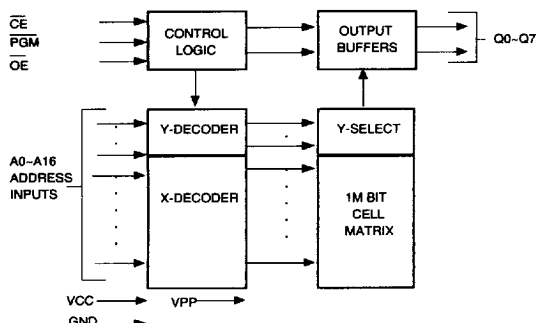 CE
PGM
OE
CONTROL
LOGIC
OUTPUT
BUFFERS
Q0~Q7
Y-DECODER
Y-SELECT
A0~A16
ADDRESS
INPUTS
X-DECODER
1M BIT
CELL
MATRIX
VCC
VPP
GND